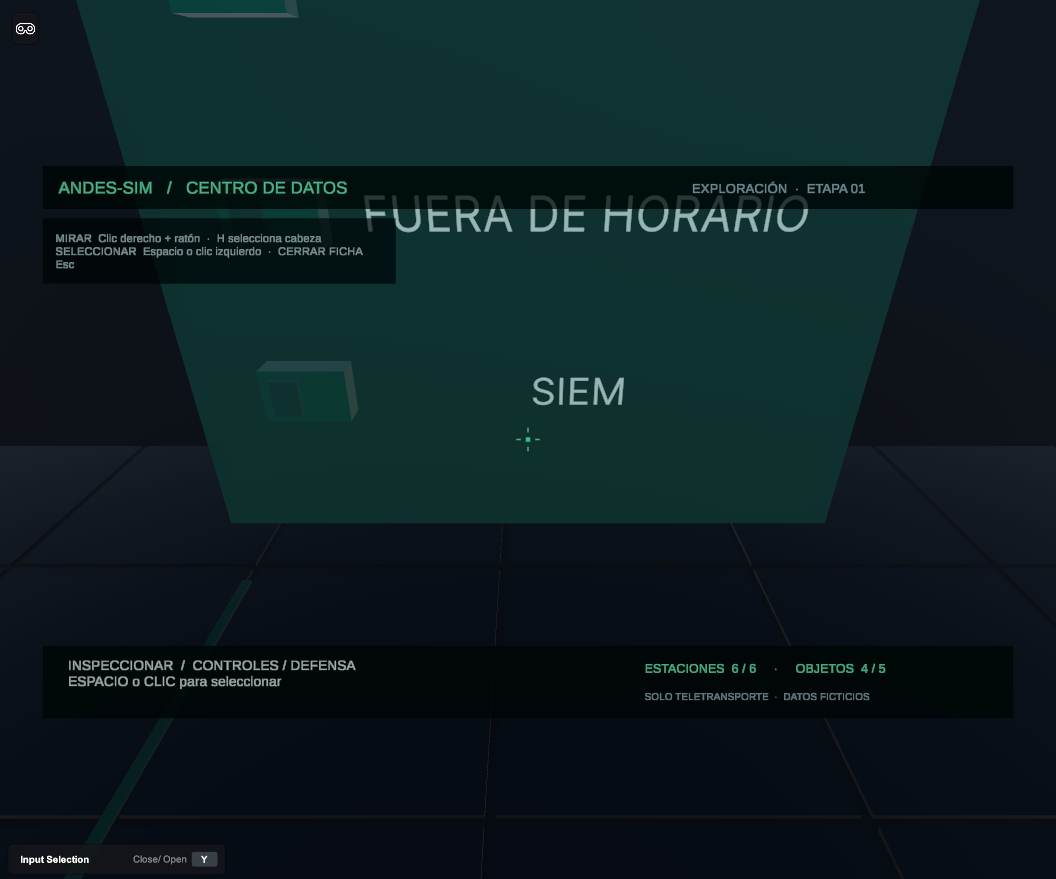 ANDES-SIM / CENTRO DE DATOS
EXPLORACIÓN · ETAPA 01
FUERA DE HORARIO
MIRAR Clic derecho + ratón · H selecciona cabeza
SELECCIONAR Espacio o clic izquierdo · CERRAR FICHA
Esc
SIEM
INSPECCIONAR / CONTROLES / DEFENSA
ESPACIO o CLIC para seleccionar
ESTACIONES 6 / 6 · OBJETOS 4 / 5
SOLO TELETRANSPORTE · DATOS FICTICIOS
Input Selection
Close/ Open Y